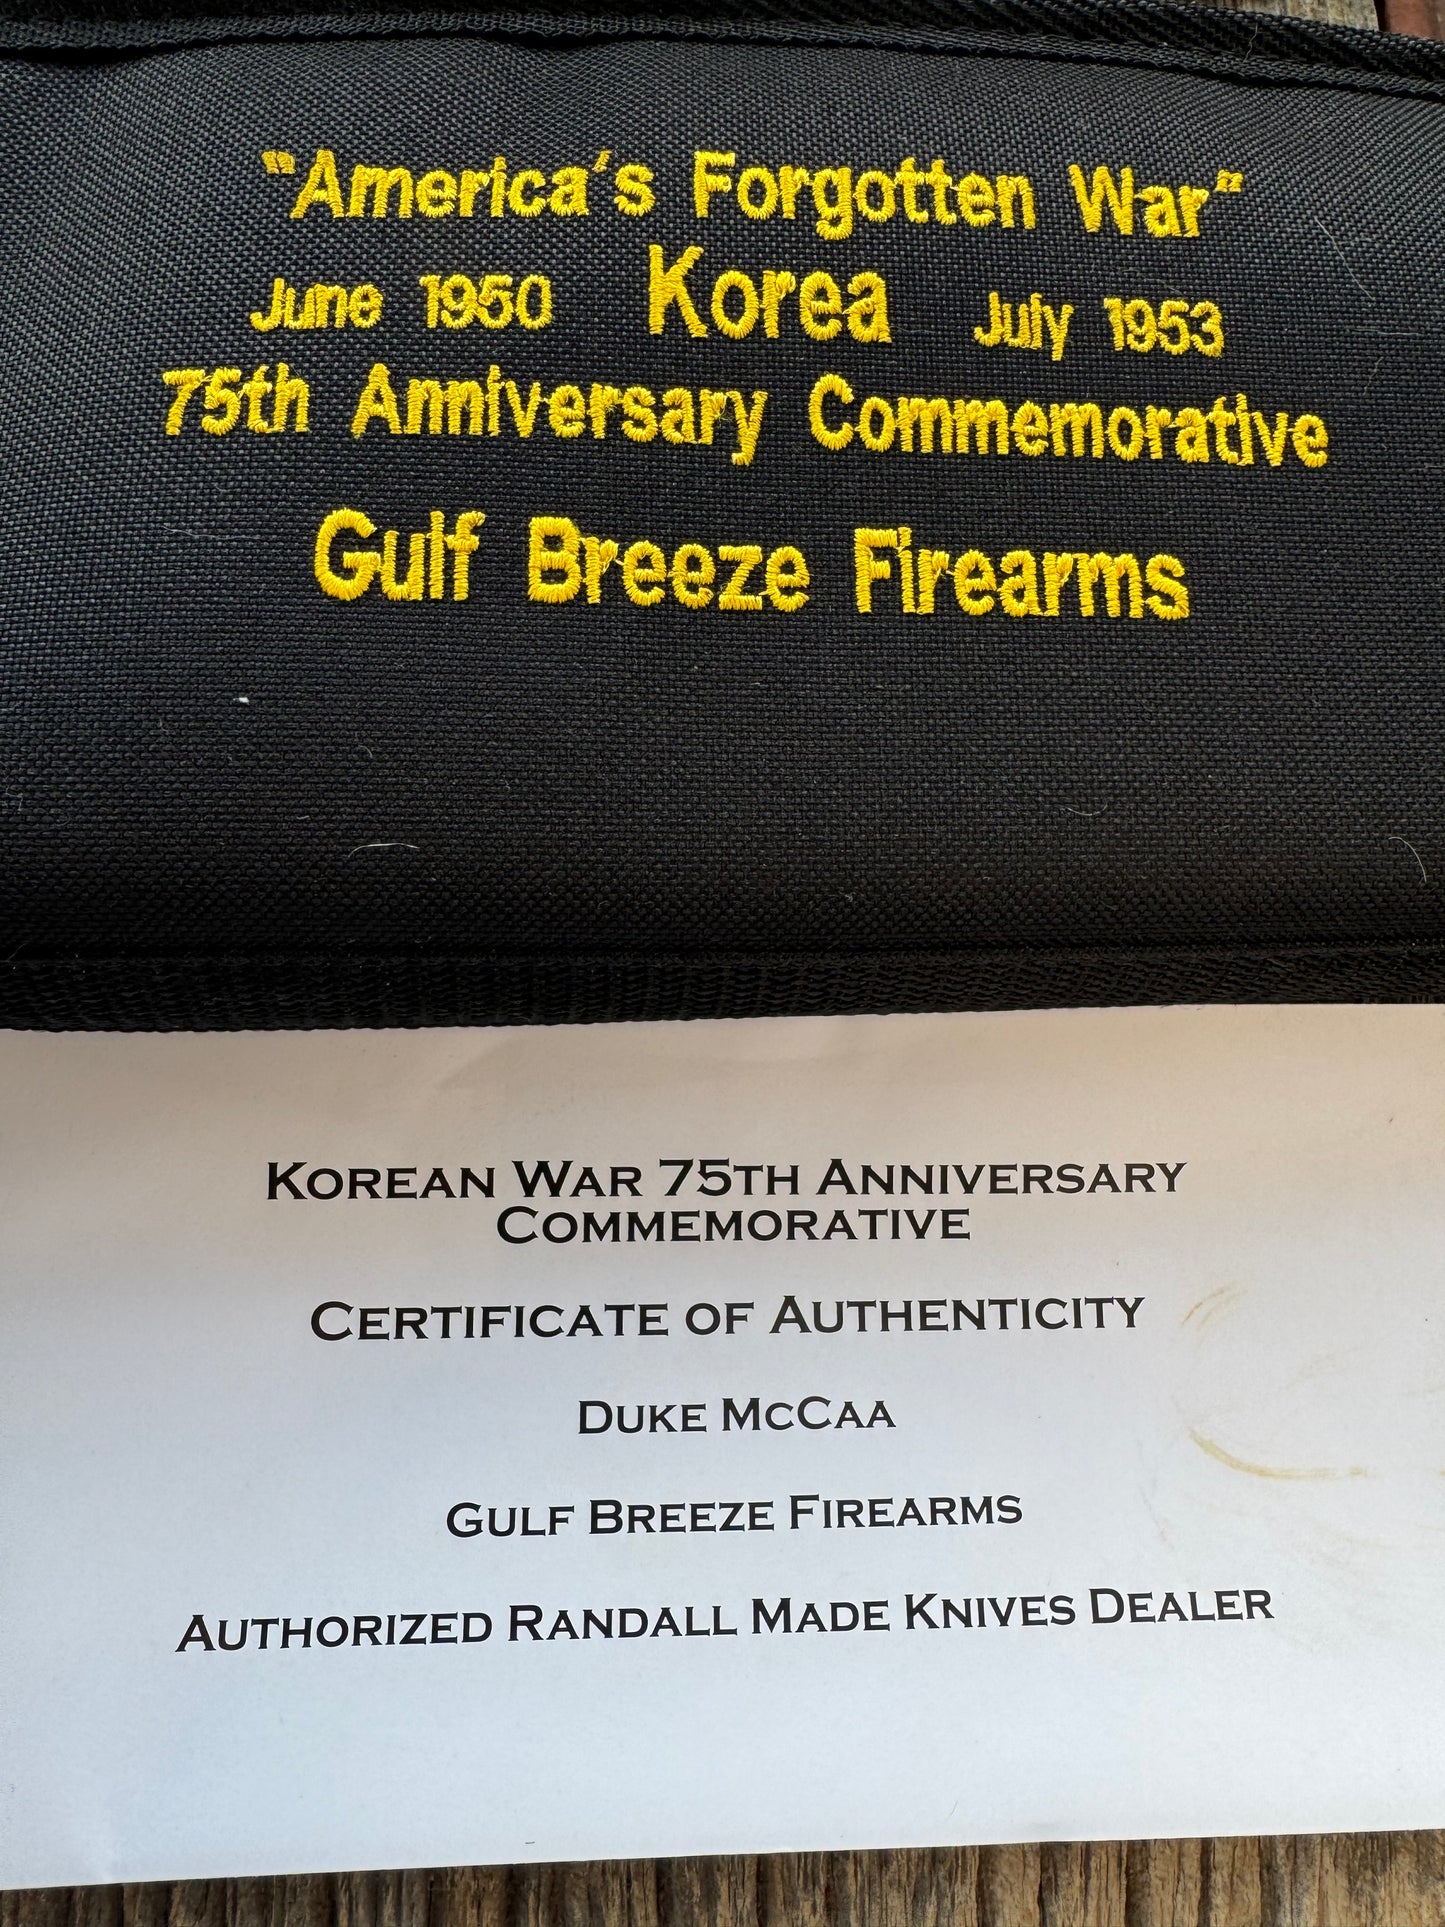 "America's Forgotten War"
June 1950 Korea July 1953
75th Anniversary Commemorative
Gulf Breeze Firearms
Korean War 75th Anniversary
Commemorative
Certificate of Authenticity
Duke McCaa
Gulf Breeze Firearms
Authorized Randall Made Knives Dealer